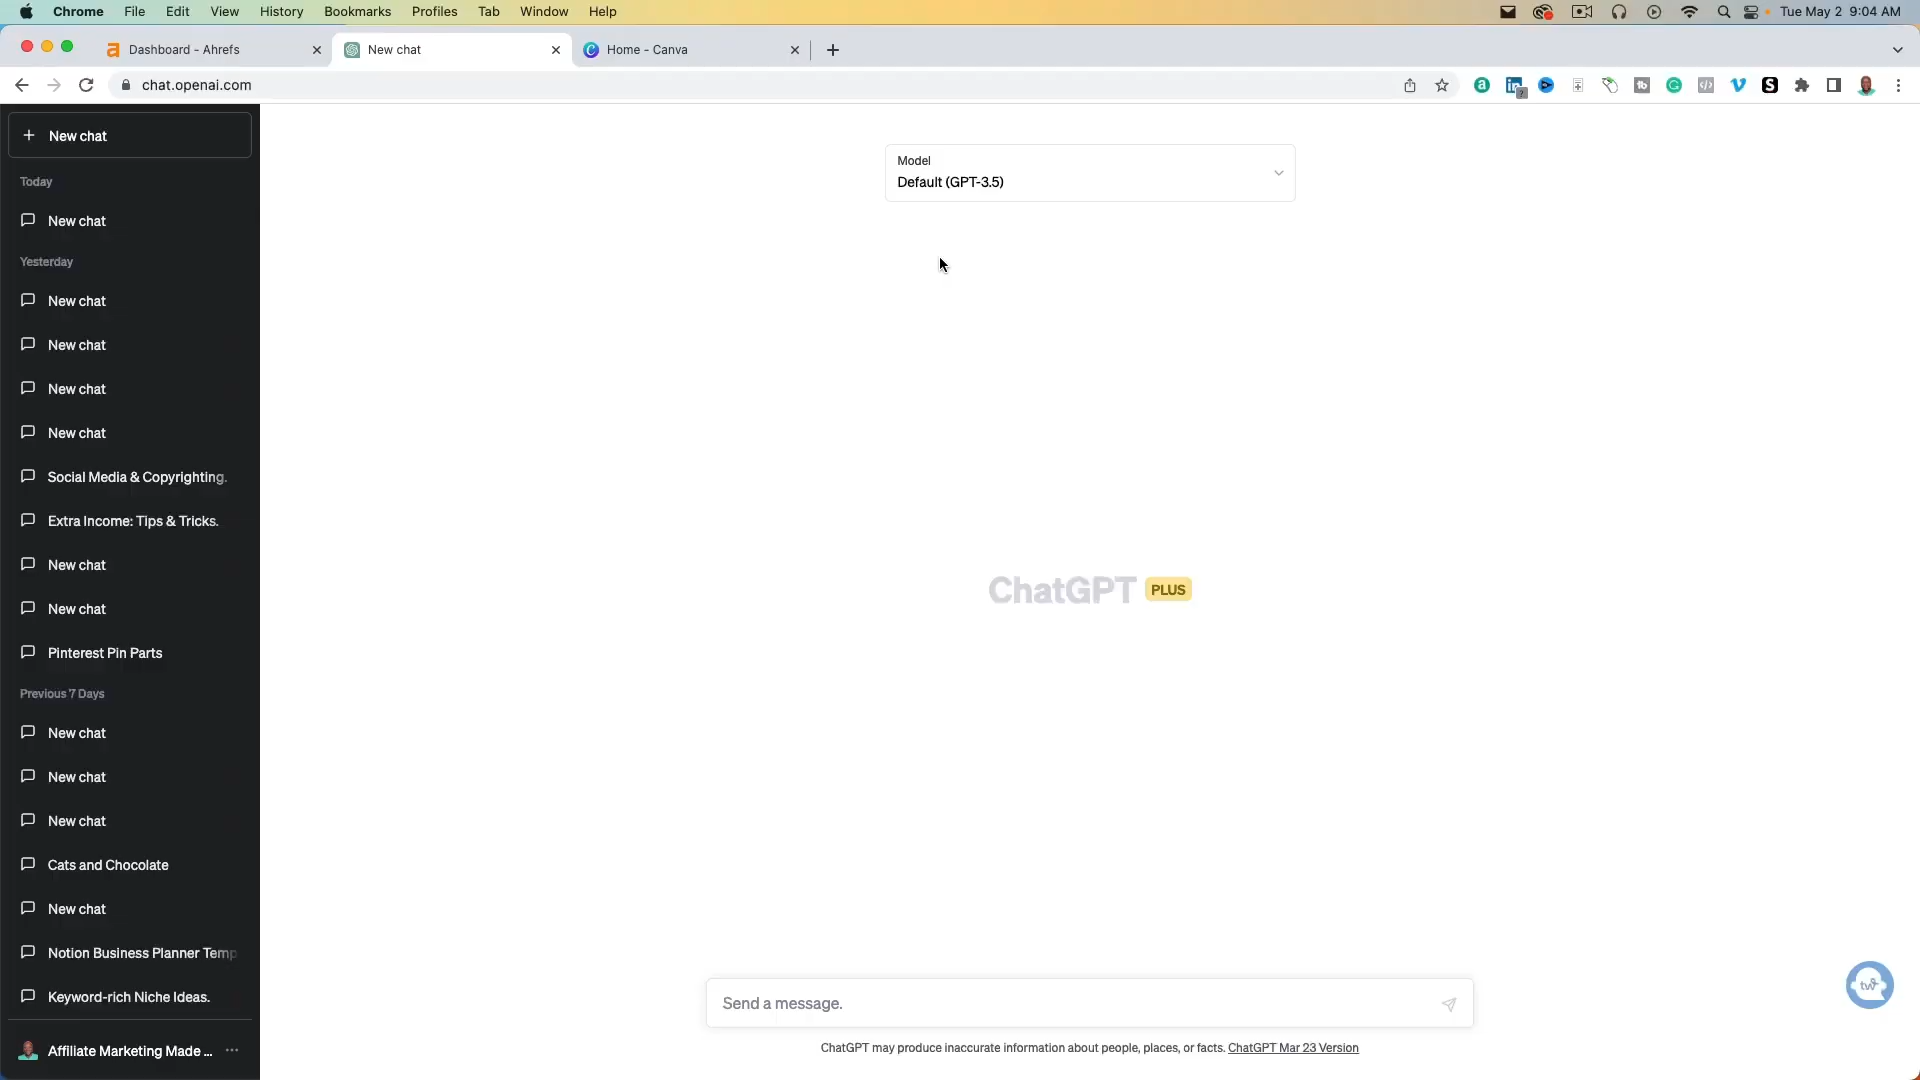 Chrome File Edit View History Bookmarks Profiles Tab Window Help Tue May 2 9:04 AM
Dashboard - Ahrefs New chat Home - Canva
chat.openai.com
New chat
Today
New chat
Yesterday
New chat
New chat
New chat
New chat
Social Media & Copyrighting.
Extra Income: Tips & Tricks.
New chat
New chat
Pinterest Pin Parts
Previous 7 Days
New chat
New chat
New chat
Cats and Chocolate
New chat
Notion Business Planner Temp
Keyword-rich Niche Ideas.
Affiliate Marketing Made ...
Model
Default (GPT-3.5)
ChatGPT PLUS
Send a message.
ChatGPT may produce inaccurate information about people, places, or facts. ChatGPT Mar 23 Version